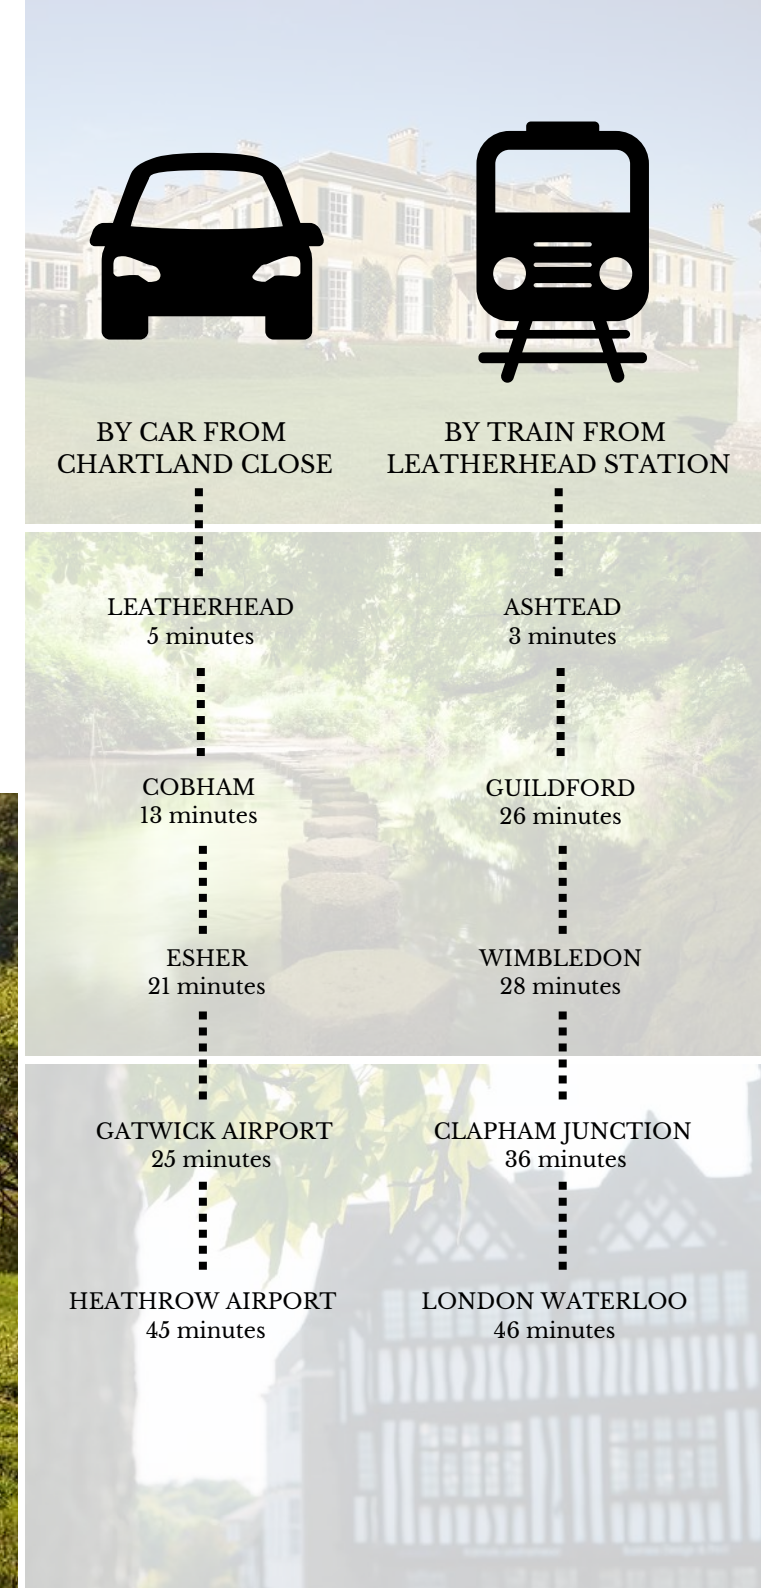 BY CAR FROM
CHARTLAND CLOSE
LEATHERHEAD
5 minutes
COBHAM
13 minutes
ESHER
21 minutes
GATWICK AIRPORT
25 minutes
HEATHROW AIRPORT
45 minutes
BY TRAIN FROM
LEATHERHEAD STATION
ASHTEAD
3 minutes
GUILDFORD
26 minutes
WIMBLEDON
28 minutes
CLAPHAM JUNCTION
36 minutes
LONDON WATERLOO
46 minutes